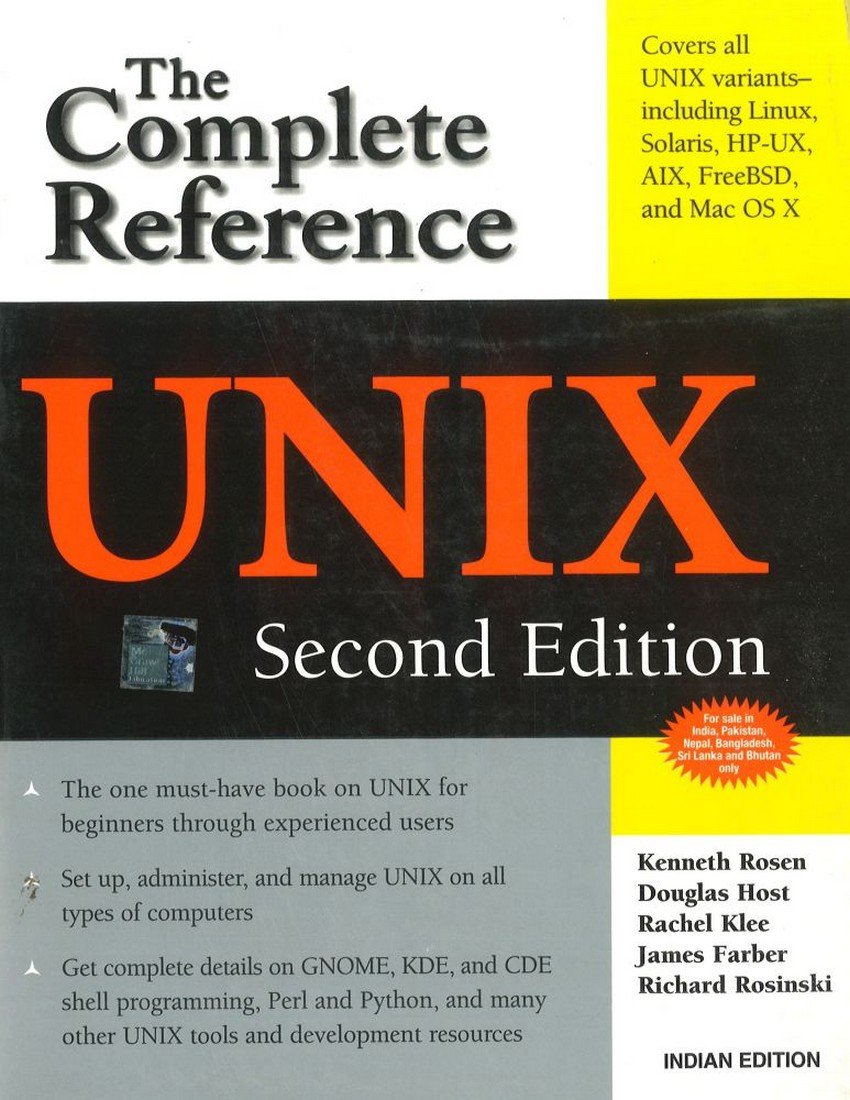 The
Complete
Reference
Covers all
UNIX variants–
including Linux,
Solaris, HP-UX,
AIX, FreeBSD,
and Mac OS X
UNIX
Second Edition
Mc
Graw
Hill
Education
For sale in
India, Pakistan,
Nepal, Bangladesh,
Sri Lanka and Bhutan
only
The one must-have book on UNIX for
beginners through experienced users
Set up, administer, and manage UNIX on all
types of computers
Get complete details on GNOME, KDE, and CDE
shell programming, Perl and Python, and many
other UNIX tools and development resources
Kenneth Rosen
Douglas Host
Rachel Klee
James Farber
Richard Rosinski
INDIAN EDITION